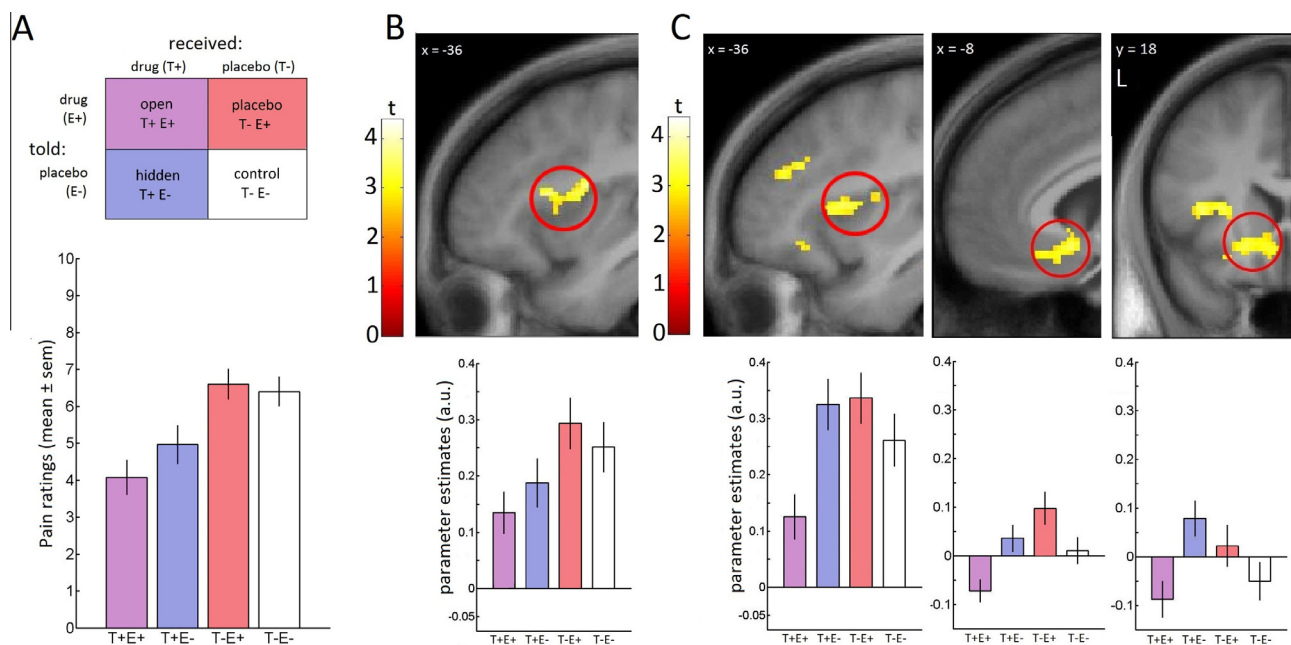 A
received:
drug (T+)
placebo (T-)
drug
(E+)
open
T+ E+
placebo
T- E+
told:
placebo
(E-)
hidden
T+ E-
control
T- E-
Pain ratings (mean ± sem)
10
9
8
7
6
5
4
3
2
1
0
T+E+
T+E-
T-E+
T-E-
B
x = -36
t
4
3
2
1
0
parameter estimates (a.u.)
0.4
0.3
0.2
0.1
0
-0.05
T+E+
T+E-
T-E+
T-E-
C
x = -36
t
4
3
2
1
0
x = -8
y = 18
L
parameter estimates (a.u.)
0.4
0.3
0.2
0.1
0
-0.05
T+E+
T+E-
T-E+
T-E-
0.4
0.3
0.2
0.1
0
-0.1
T+E+
T+E-
T-E+
T-E-
0.4
0.3
0.2
0.1
0
-0.1
T+E+
T+E-
T-E+
T-E-